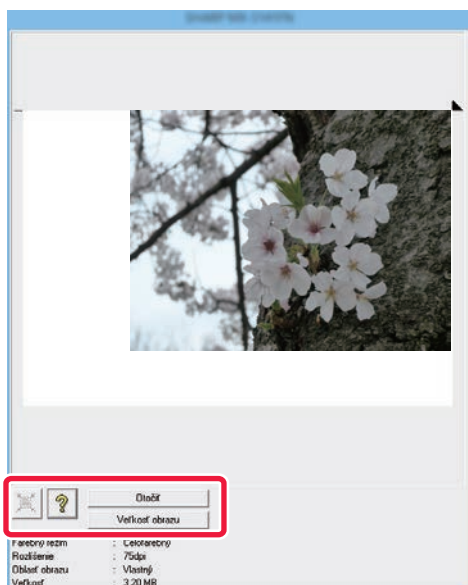 ?
Otočiť
Veľkosť obrazu
Farebný režim : Celofarebný
Rozlíšenie : 75dpi
Oblasť obrazu : Vlastný
Veľkosť : 3.20 MB